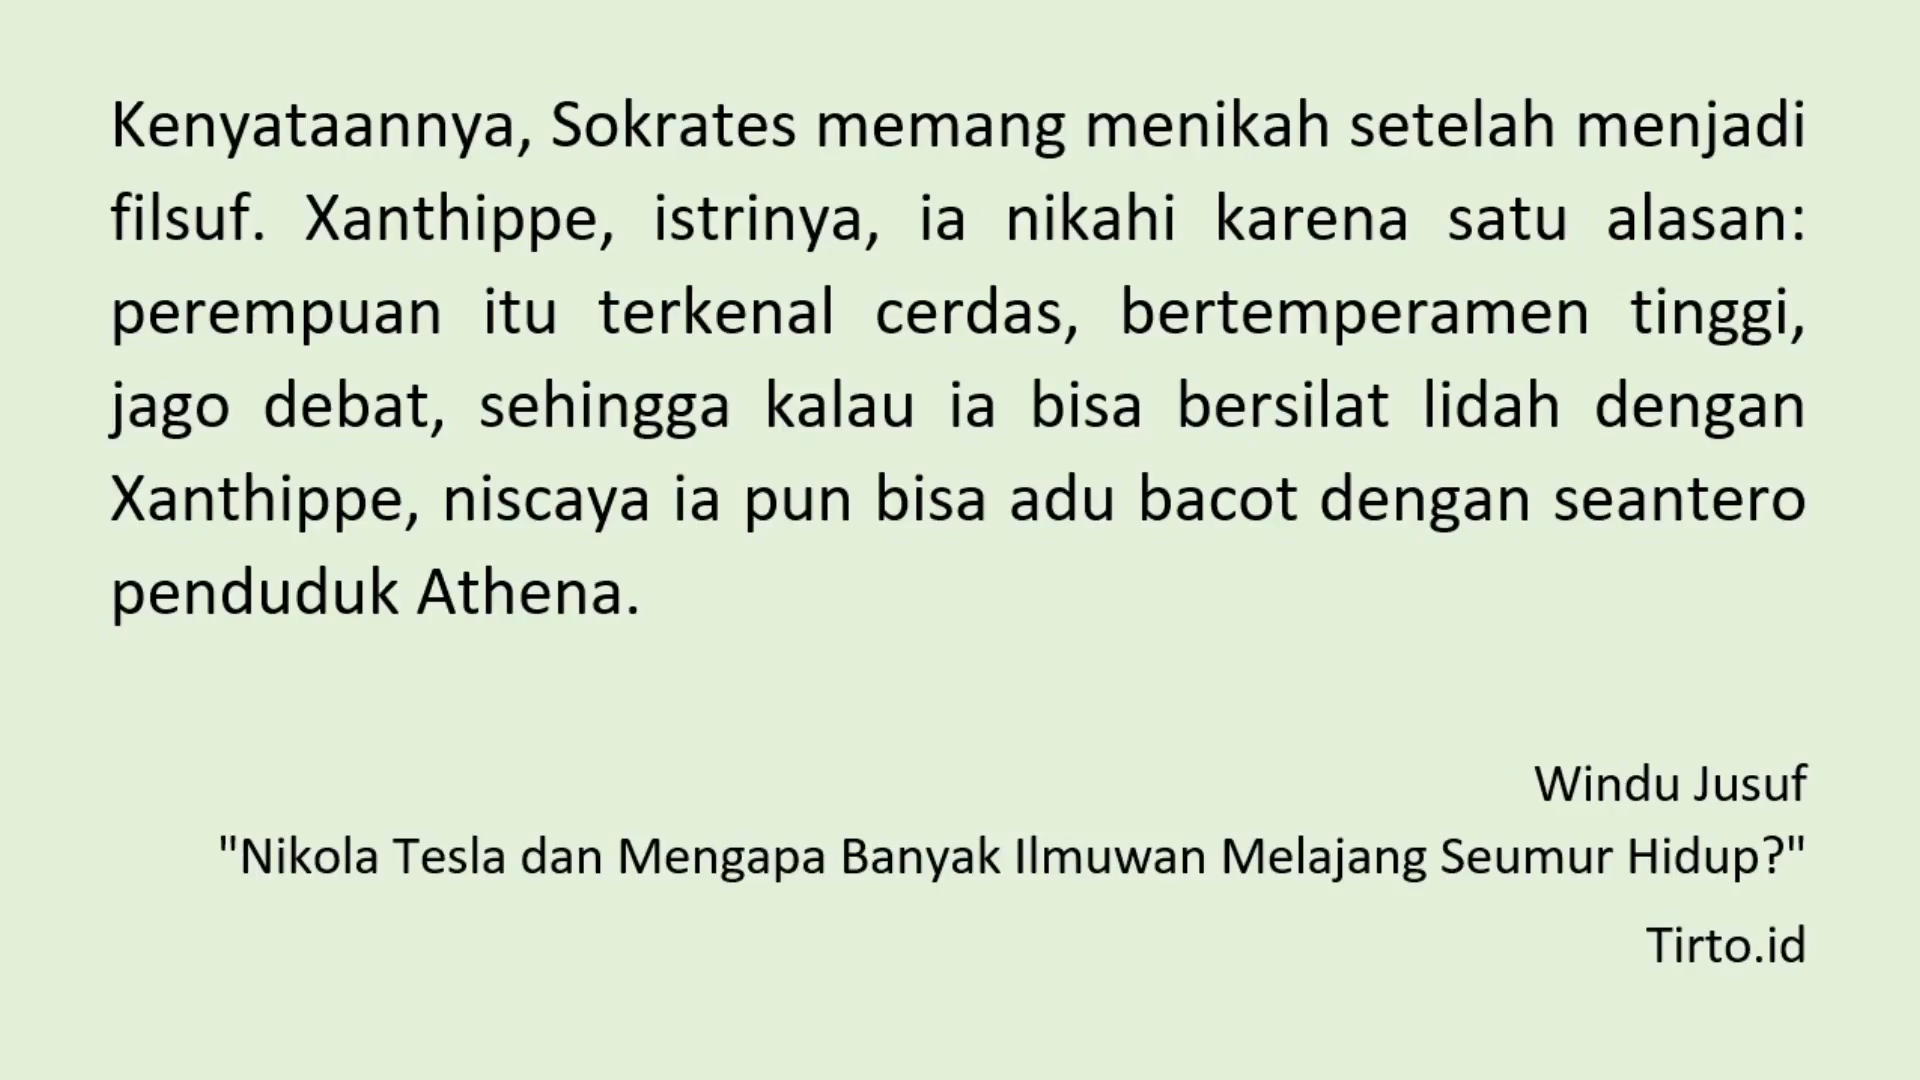 Kenyataannya, Sokrates memang menikah setelah menjadi
filsuf. Xanthippe, istrinya, ia nikahi karena satu alasan:
perempuan itu terkenal cerdas, bertemperamen tinggi,
jago debat, sehingga kalau ia bisa bersilat lidah dengan
Xanthippe, niscaya ia pun bisa adu bacot dengan seantero
penduduk Athena.
Windu Jusuf
"Nikola Tesla dan Mengapa Banyak Ilmuwan Melajang Seumur Hidup?"
Tirto.id